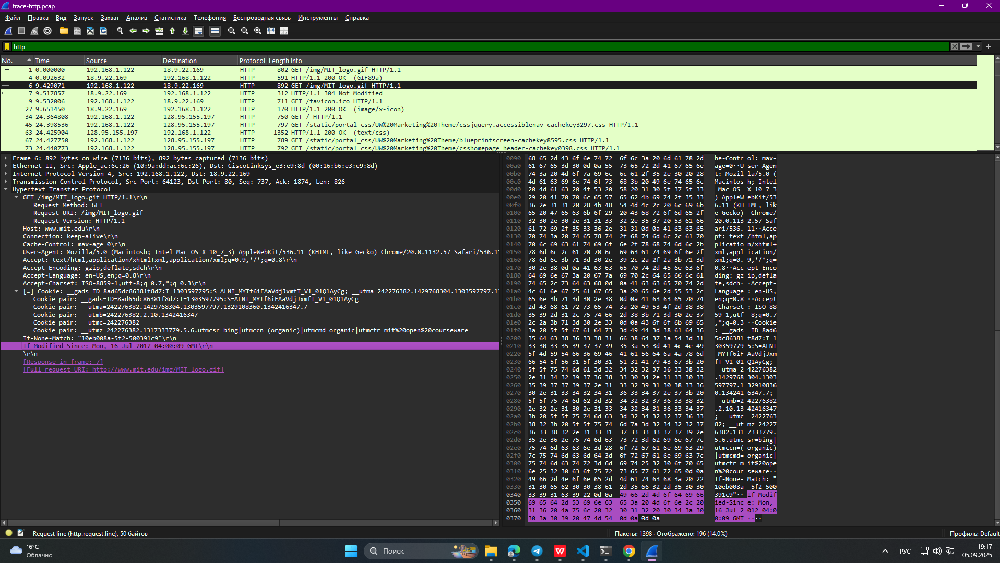 trace-http.pcap
Файл Правка Вид Запуск Захват Анализ Статистика Телефония Беспроводная связь Инструменты Справка
http
No. Time Source Destination Protocol Length Info
1 0.000000 192.168.1.122 18.9.22.169 HTTP 802 GET /img/MIT_logo.gif HTTP/1.1
4 0.092632 18.9.22.169 192.168.1.122 HTTP 591 HTTP/1.1 200 OK (GIF89a)
6 9.429071 192.168.1.122 18.9.22.169 HTTP 892 GET /img/MIT_logo.gif HTTP/1.1
7 9.517857 18.9.22.169 192.168.1.122 HTTP 312 HTTP/1.1 304 Not Modified
9 9.532006 192.168.1.122 18.9.22.169 HTTP 711 GET /favicon.ico HTTP/1.1
27 9.651450 18.9.22.169 192.168.1.122 HTTP 170 HTTP/1.1 200 OK (image/x-icon)
34 24.364808 192.168.1.122 128.95.155.197 HTTP 750 GET / HTTP/1.1
45 24.398536 192.168.1.122 128.95.155.197 HTTP 797 GET /static/portal_css/UW%20Marketing%20Theme/cssjquery.accessiblenav-cachekey3297.css HTTP/1.1
63 24.425904 128.95.155.197 192.168.1.122 HTTP 1352 HTTP/1.1 200 OK (text/css)
67 24.427750 192.168.1.122 128.95.155.197 HTTP 789 GET /static/portal_css/UW%20Marketing%20Theme/blueprintscreen-cachekey8595.css HTTP/1.1
73 24.440773 192.168.1.122 128.95.155.197 HTTP 792 GET /static/portal_css/UW%20Marketing%20Theme/csshomepage_header-cachekey0398.css HTTP/1.1
Frame 6: 892 bytes on wire (7136 bits), 892 bytes captured (7136 bits)
Ethernet II, Src: Apple_ac:6c:26 (10:9a:dd:ac:6c:26), Dst: CiscoLinksys_e3:e9:8d (00:16:b6:e3:e9:8d)
Internet Protocol Version 4, Src: 192.168.1.122, Dst: 18.9.22.169
Transmission Control Protocol, Src Port: 64123, Dst Port: 80, Seq: 737, Ack: 1874, Len: 826
Hypertext Transfer Protocol
GET /img/MIT_logo.gif HTTP/1.1\r\n
Request Method: GET
Request URI: /img/MIT_logo.gif
Request Version: HTTP/1.1
Host: www.mit.edu\r\n
Connection: keep-alive\r\n
Cache-Control: max-age=0\r\n
User-Agent: Mozilla/5.0 (Macintosh; Intel Mac OS X 10_7_3) AppleWebKit/536.11 (KHTML, like Gecko) Chrome/20.0.1132.57 Safari/536.11
Accept: text/html,application/xhtml+xml,application/xml;q=0.9,*/*;q=0.8\r\n
Accept-Encoding: gzip,deflate,sdch\r\n
Accept-Language: en-US,en;q=0.8\r\n
Accept-Charset: ISO-8859-1,utf-8;q=0.7,*;q=0.3\r\n
[…] Cookie: __gads=ID=8ad65dc86381f8d7:T=1303597795:S=ALNI_MYTf6iFAaVdjJxmfT_V1_01Q1AyCg; __utma=242276382.1429768304.1303597797.13
Cookie pair: __gads=ID=8ad65dc86381f8d7:T=1303597795:S=ALNI_MYTf6iFAaVdjJxmfT_V1_01Q1AyCg
Cookie pair: __utma=242276382.1429768304.1303597797.1329108360.1342416347.7
Cookie pair: __utmb=242276382.2.10.1342416347
Cookie pair: __utmc=242276382
Cookie pair: __utmz=242276382.1317333779.5.6.utmcsr=bing|utmccn=(organic)|utmcmd=organic|utmctr=mit%20open%20courseware
If-None-Match: "10eb008a-5f2-500391c9"\r\n
If-Modified-Since: Mon, 16 Jul 2012 04:00:09 GMT\r\n
\r\n
[Response in frame: 7]
[Full request URI: http://www.mit.edu/img/MIT_logo.gif]
0090 68 65 2d 43 6f 6e 74 72 6f 6c 3a 20 6d 61 78 2d he-Contr ol: max-
00a0 61 67 65 3d 30 0d 0a 55 73 65 72 2d 41 67 65 6e age=0··U ser-Agen
00b0 74 3a 20 4d 6f 7a 69 6c 6c 61 2f 35 2e 30 20 28 t: Mozil la/5.0 (
00c0 4d 61 63 69 6e 74 6f 73 68 3b 20 49 6e 74 65 6c Macintos h; Intel
00d0 20 4d 61 63 20 4f 53 20 58 20 31 30 5f 37 5f 33 Mac OS X 10_7_3
00e0 29 20 41 70 70 6c 65 57 65 62 4b 69 74 2f 35 33 ) AppleW ebKit/53
00f0 36 2e 31 31 20 28 4b 48 54 4d 4c 2c 20 6c 69 6b 6.11 (KH TML, lik
0100 65 20 47 65 63 6b 6f 29 20 43 68 72 6f 6d 65 2f e Gecko) Chrome/
0110 32 30 2e 30 2e 31 31 33 32 2e 35 37 20 53 61 66 20.0.113 2.57 Saf
0120 61 72 69 2f 35 33 36 2e 31 31 0d 0a 41 63 63 65 ari/536. 11··Acce
0130 70 74 3a 20 74 65 78 74 2f 68 74 6d 6c 2c 61 70 pt: text /html,ap
0140 70 6c 69 63 61 74 69 6f 6e 2f 78 68 74 6d 6c 2b plicatio n/xhtml+
0150 78 6d 6c 2c 61 70 70 6c 69 63 61 74 69 6f 6e 2f xml,appl ication/
0160 78 6d 6c 3b 71 3d 30 2e 39 2c 2a 2f 2a 3b 71 3d xml;q=0. 9,*/*;q=
0170 30 2e 38 0d 0a 41 63 63 65 70 74 2d 45 6e 63 6f 0.8··Acc ept-Enco
0180 64 69 6e 67 3a 20 67 7a 69 70 2c 64 65 66 6c 61 ding: gz ip,defla
0190 74 65 2c 73 64 63 68 0d 0a 41 63 63 65 70 74 2d te,sdch· ·Accept-
01a0 4c 61 6e 67 75 61 67 65 3a 20 65 6e 2d 55 53 2c Language : en-US,
01b0 65 6e 3b 71 3d 30 2e 38 0d 0a 41 63 63 65 70 74 en;q=0.8 ··Accept
01c0 2d 43 68 61 72 73 65 74 3a 20 49 53 4f 2d 38 38 -Charset : ISO-88
01d0 35 39 2d 31 2c 75 74 66 2d 38 3b 71 3d 30 2e 37 59-1,utf -8;q=0.7
01e0 2c 2a 3b 71 3d 30 2e 33 0d 0a 43 6f 6f 6b 69 65 ,*;q=0.3 ··Cookie
01f0 3a 20 5f 5f 67 61 64 73 3d 49 44 3d 38 61 64 36 : __gads =ID=8ad6
0200 35 64 63 38 36 33 38 31 66 38 64 37 3a 54 3d 31 5dc86381 f8d7:T=1
0210 33 30 33 35 39 37 37 39 35 3a 53 3d 41 4c 4e 49 30359779 5:S=ALNI
0220 5f 4d 59 54 66 36 69 46 41 61 56 64 6a 4a 78 6d _MYTf6iF AaVdjJxm
0230 66 54 5f 56 31 5f 30 31 51 31 41 79 43 67 3b 20 fT_V1_01 Q1AyCg;
0240 5f 5f 75 74 6d 61 3d 32 34 32 32 37 36 33 38 32 __utma=2 42276382
0250 2e 31 34 32 39 37 36 38 33 30 34 2e 31 33 30 33 .1429768 304.1303
0260 35 39 37 37 39 37 2e 31 33 32 39 31 30 38 33 36 597797.1 32910836
0270 30 2e 31 33 34 32 34 31 36 33 34 37 2e 37 3b 20 0.134241 6347.7;
0280 5f 5f 75 74 6d 62 3d 32 34 32 32 37 36 33 38 32 __utmb=2 42276382
0290 2e 32 2e 31 30 2e 31 33 34 32 34 31 36 33 34 37 .2.10.13 42416347
02a0 3b 20 5f 5f 75 74 6d 63 3d 32 34 32 32 37 36 33 ; __utmc =2422763
02b0 38 32 3b 20 5f 5f 75 74 6d 7a 3d 32 34 32 32 37 82; __ut mz=24227
02c0 36 33 38 32 2e 31 33 31 37 33 33 33 37 37 39 2e 6382.131 7333779.
02d0 35 2e 36 2e 75 74 6d 63 73 72 3d 62 69 6e 67 7c 5.6.utmc sr=bing|
02e0 75 74 6d 63 63 6e 3d 28 6f 72 67 61 6e 69 63 29 utmccn=( organic)
02f0 7c 75 74 6d 63 6d 64 3d 6f 72 67 61 6e 69 63 7c |utmcmd= organic|
0300 75 74 6d 63 74 72 3d 6d 69 74 25 32 30 6f 70 65 utmctr=m it%20ope
0310 6e 25 32 30 63 6f 75 72 73 65 77 61 72 65 0d 0a n%20cour seware··
0320 49 66 2d 4e 6f 6e 65 2d 4d 61 74 63 68 3a 20 22 If-None- Match: "
0330 31 30 65 62 30 30 38 61 2d 35 66 32 2d 35 30 30 10eb008a -5f2-500
0340 33 39 31 63 39 22 0d 0a 49 66 2d 4d 6f 64 69 66 391c9"·· If-Modif
0350 69 65 64 2d 53 69 6e 63 65 3a 20 4d 6f 6e 2c 20 ied-Sinc e: Mon,
0360 31 36 20 4a 75 6c 20 32 30 31 32 20 30 34 3a 30 16 Jul 2 012 04:0
0370 30 3a 30 39 20 47 4d 54 0d 0a 0d 0a 0:09 GMT ····
Request line (http.request.line), 50 байтов
Пакеты: 1398 · Отображено: 196 (14.0%)
Профиль: Default
16°C
Облачно
Поиск
РУС
19:17
05.09.2025